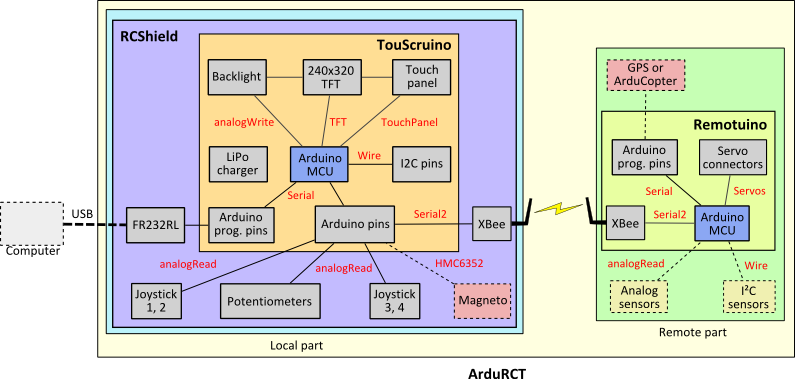 RCShield
TouScruino
Backlight
240x320
TFT
Touch
panel
GPS or
ArduCopter
analogWrite
TFT
TouchPanel
Remotuino
LiPo
charger
Arduino
MCU
Wire
I2C pins
Arduino
prog. pins
Servo
connectors
Serial
Serial
Servos
USB
FR232RL
Arduino
prog. pins
Arduino pins
Serial2
XBee
XBee
Serial2
Arduino
MCU
Computer
analogRead
analogRead
HMC6352
analogRead
Wire
Joystick
1, 2
Potentiometers
Joystick
3, 4
Magneto
Analog
sensors
I²C
sensors
Local part
Remote part
ArduRCT